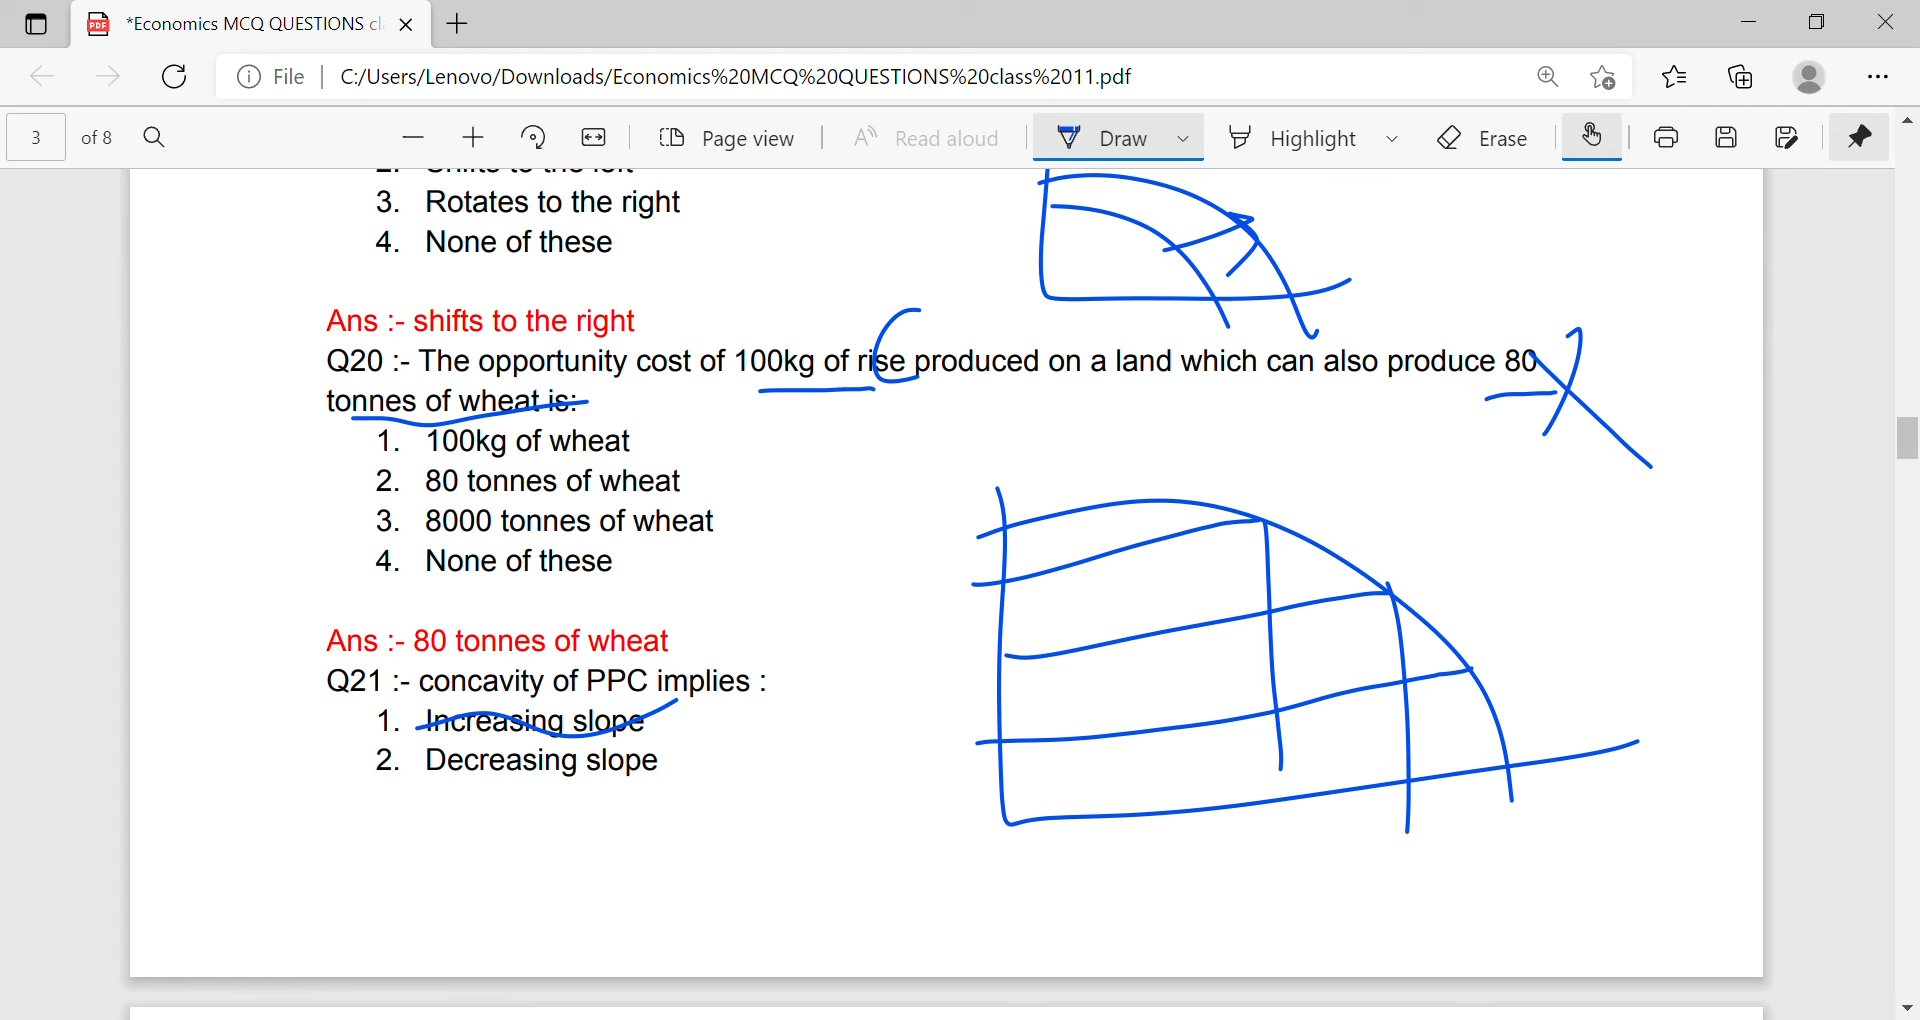 *Economics MCQ QUESTIONS cl
File
C:/Users/Lenovo/Downloads/Economics%20MCQ%20QUESTIONS%20class%2011.pdf
3 of 8
Page view
Read aloud
Draw
Highlight
Erase
3. Rotates to the right
4. None of these
Ans :- shifts to the right
Q20 :- The opportunity cost of 100kg of rise produced on a land which can also produce 80
tonnes of wheat is:
1. 100kg of wheat
2. 80 tonnes of wheat
3. 8000 tonnes of wheat
4. None of these
Ans :- 80 tonnes of wheat
Q21 :- concavity of PPC implies :
1. Increasing slope
2. Decreasing slope